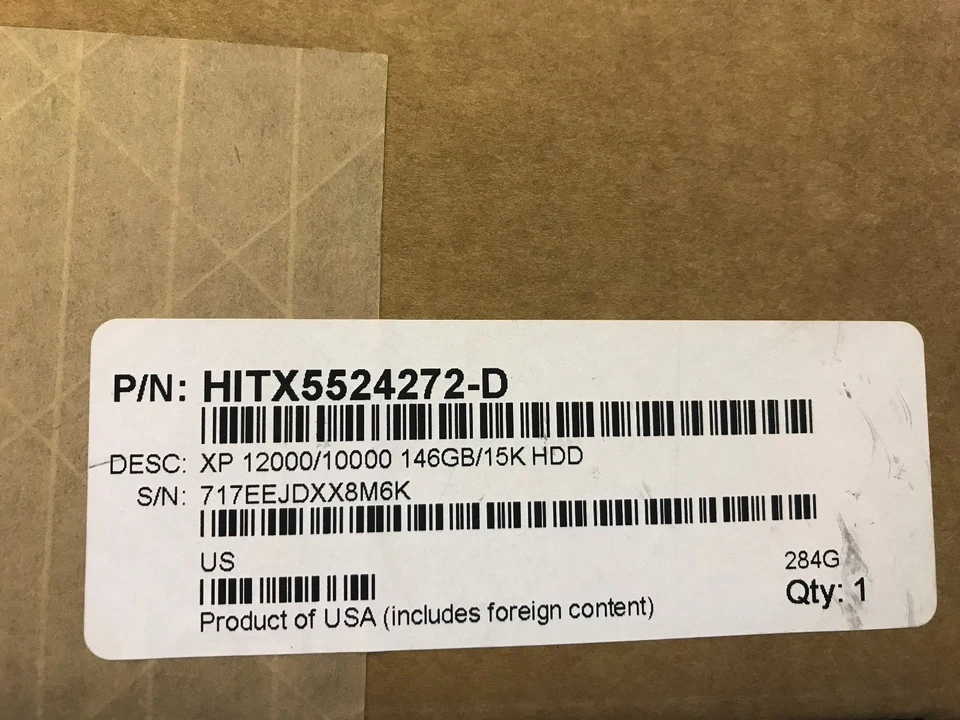 P/N: HITX5524272-D
DESC: XP 12000/10000 146GB/15K HDD
S/N: 717EEJDXX8M6K
US
284G
Qty: 1
Product of USA (includes foreign content)